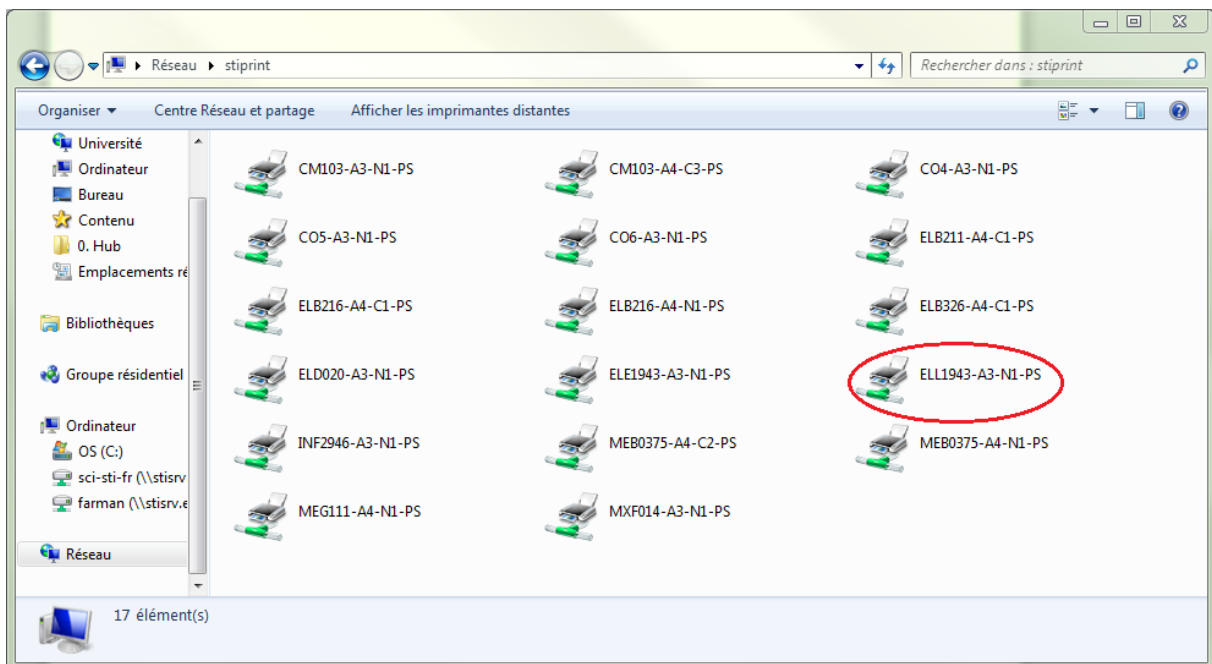 Réseau stiprint
Rechercher dans : stiprint
Organiser Centre Réseau et partage Afficher les imprimantes distantes
Université
Ordinateur
Bureau
Contenu
0. Hub
Emplacements ré
Bibliothèques
Groupe résidentiel
Ordinateur
OS (C:)
sci-sti-fr (\\stisrv
farman (\\stisrv.e
Réseau
CM103-A3-N1-PS CM103-A4-C3-PS CO4-A3-N1-PS
CO5-A3-N1-PS CO6-A3-N1-PS ELB211-A4-C1-PS
ELB216-A4-C1-PS ELB216-A4-N1-PS ELB326-A4-C1-PS
ELD020-A3-N1-PS ELE1943-A3-N1-PS ELL1943-A3-N1-PS
INF2946-A3-N1-PS MEB0375-A4-C2-PS MEB0375-A4-N1-PS
MEG111-A4-N1-PS MXF014-A3-N1-PS
17 élément(s)